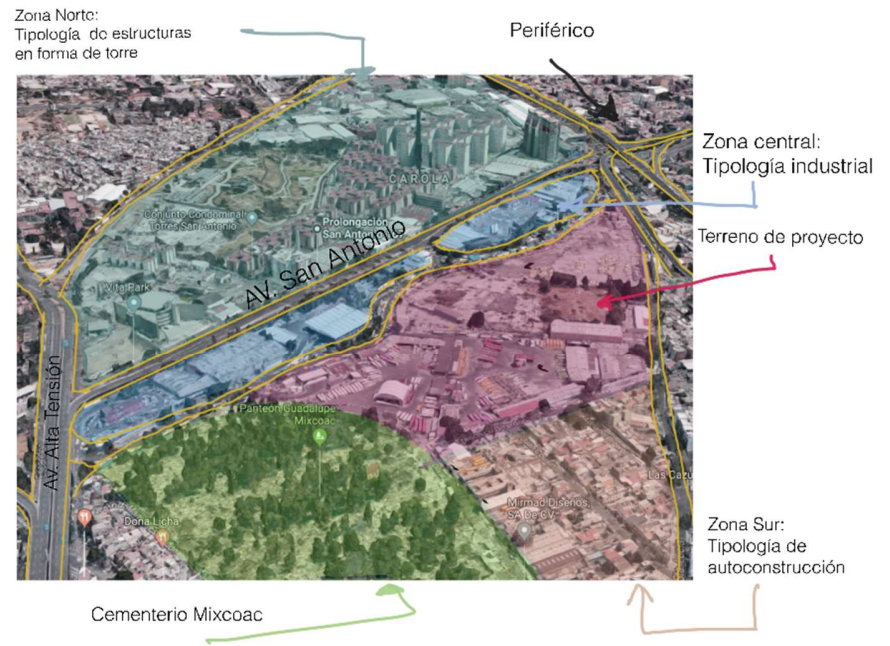 Zona Norte:
Tipología de estructuras
en forma de torre
Periférico
Zona central:
Tipología industrial
CAROLA
Conjunto Condominal
Torres San Antonio
Prolongación
San Antonio
AV. San Antonio
Terreno de proyecto
Vita Park
Av. Alta Tensión
Panteón Guadalupe
Mixcoac
Las Cazu
Mirmad Diseños
SA De CV
Doña Licha
Zona Sur:
Tipología de
autoconstrucción
Cementerio Mixcoac